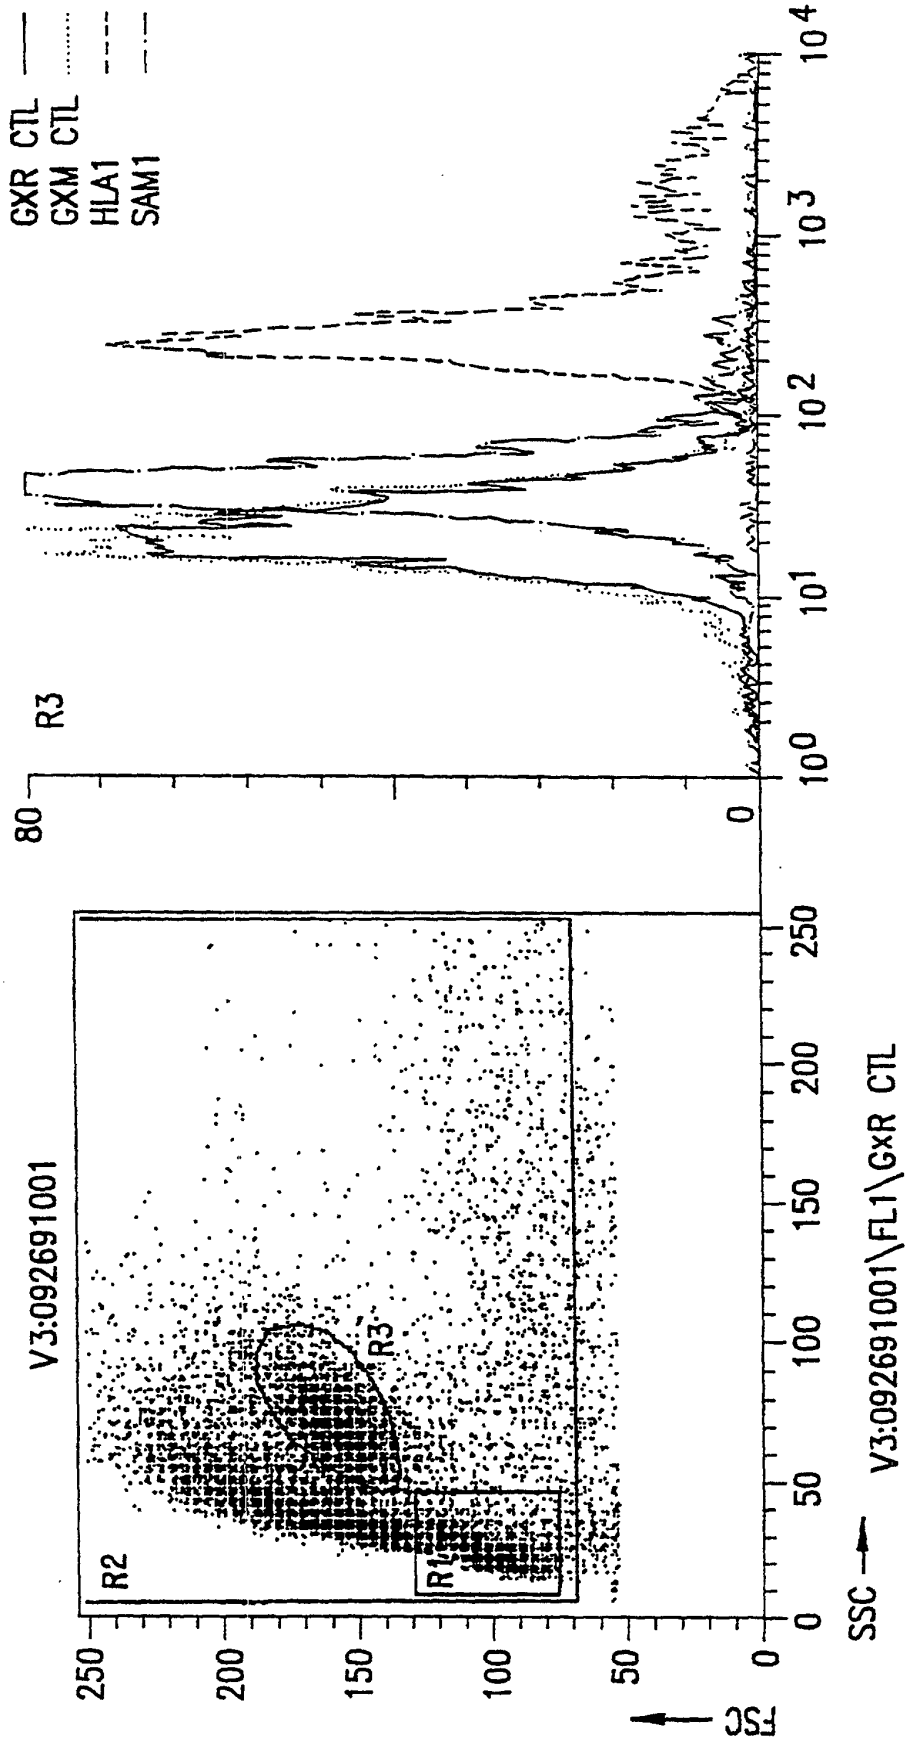 V3:092691001
R2
R1
R3
250
200
150
100
50
0
FSC
0
50
100
150
200
250
SSC
V3:092691001\FL1\GxR CTL
80
R3
0
10^0
10^1
10^2
10^3
10^4
GXR CTL
GXM CTL
HLA1
SAM1